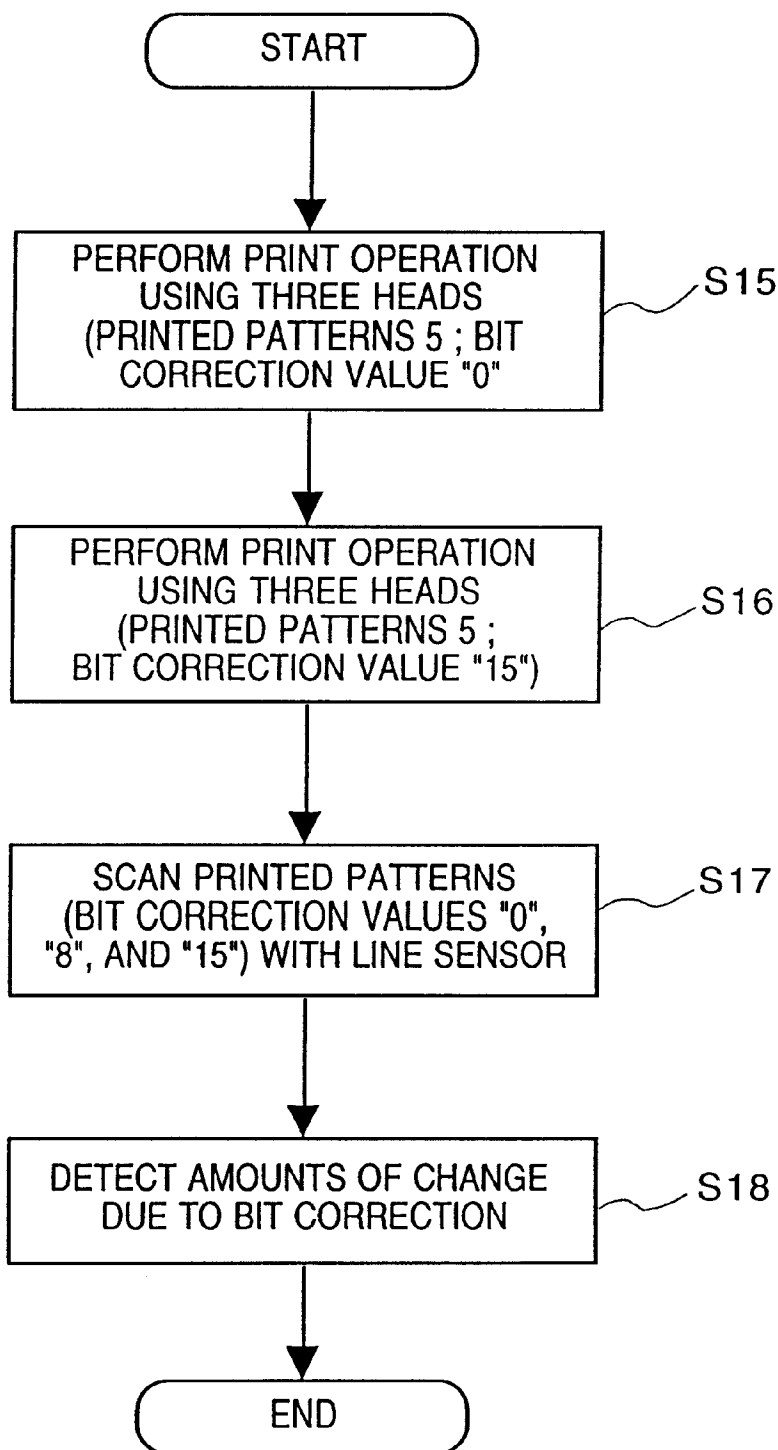 START
PERFORM PRINT OPERATION
USING THREE HEADS
(PRINTED PATTERNS 5 ; BIT
CORRECTION VALUE "0"
S15
PERFORM PRINT OPERATION
USING THREE HEADS
(PRINTED PATTERNS 5 ;
BIT CORRECTION VALUE "15")
S16
SCAN PRINTED PATTERNS
(BIT CORRECTION VALUES "0",
"8", AND "15") WITH LINE SENSOR
S17
DETECT AMOUNTS OF CHANGE
DUE TO BIT CORRECTION
S18
END